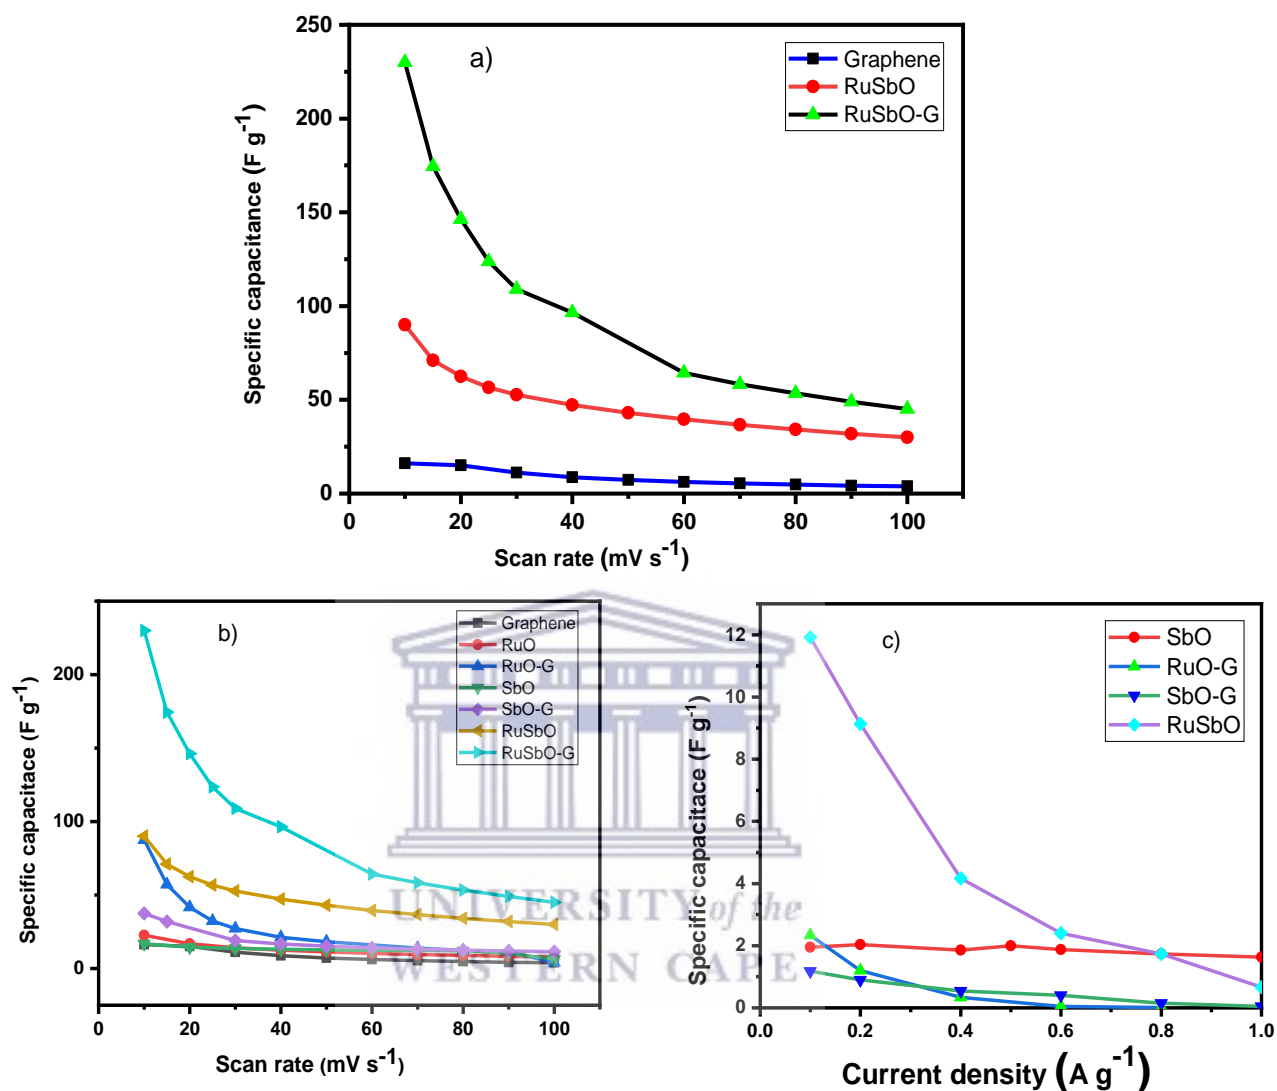 a)
Graphene
RuSbO
RuSbO-G
250
200
150
100
50
0
Specific capacitance (F g⁻¹)
0 20 40 60 80 100
Scan rate (mV s⁻¹)
b)
Graphene
RuO
RuO-G
SbO
SbO-G
RuSbO
RuSbO-G
200
100
0
Specific capacitace (F g⁻¹)
0 20 40 60 80 100
Scan rate (mV s⁻¹)
c)
SbO
RuO-G
SbO-G
RuSbO
12
10
8
6
4
2
0
Specific capacitace (F g⁻¹)
0.0 0.2 0.4 0.6 0.8 1.0
Current density (A g⁻¹)
UNIVERSITY of the
WESTERN CAPE